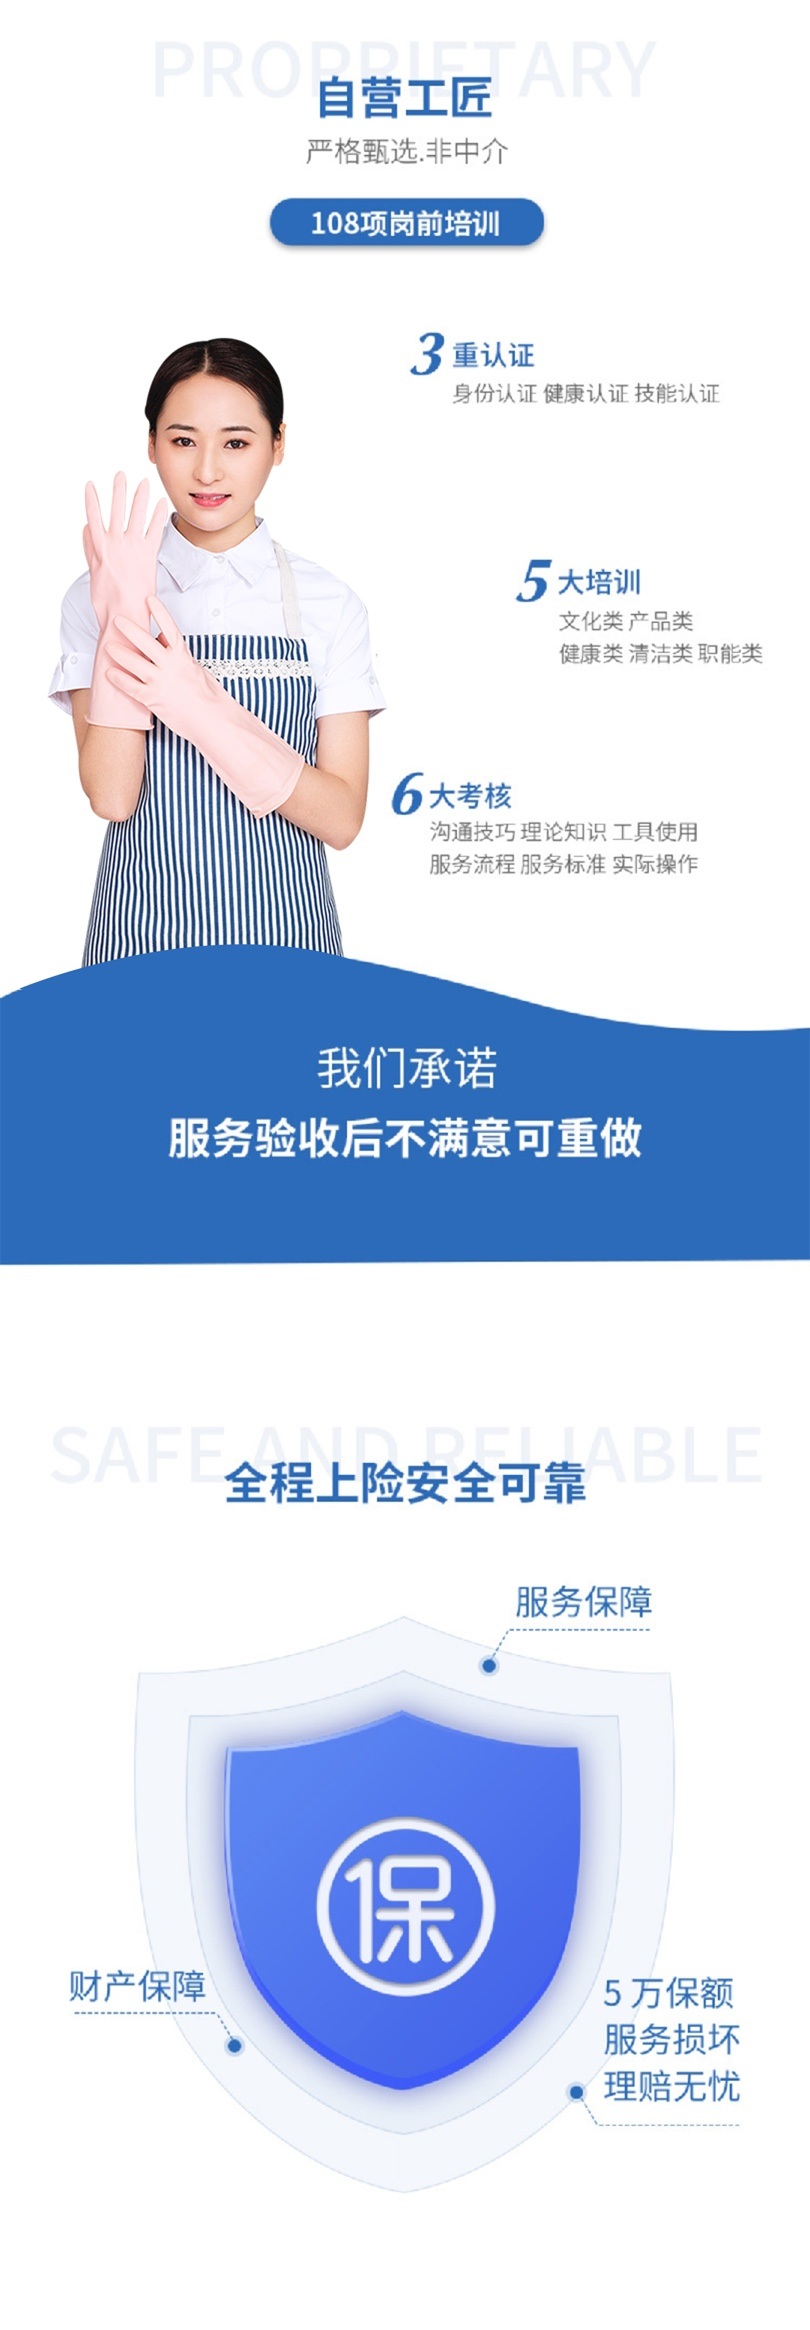 PROPRIETARY
自营工匠
严格甄选.非中介
108项岗前培训
3重认证
身份认证 健康认证 技能认证
5大培训
文化类 产品类
健康类 清洁类 职能类
6大考核
沟通技巧 理论知识 工具使用
服务流程 服务标准 实际操作
我们承诺
服务验收后不满意可重做
SAFE AND RELIABLE
全程上险安全可靠
服务保障
保
财产保障
5万保额
服务损坏
理赔无忧